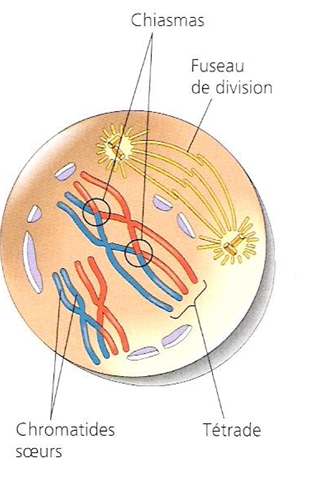 Chiasmas
Fuseau
de division
Chromatides
sœurs
Tétrade